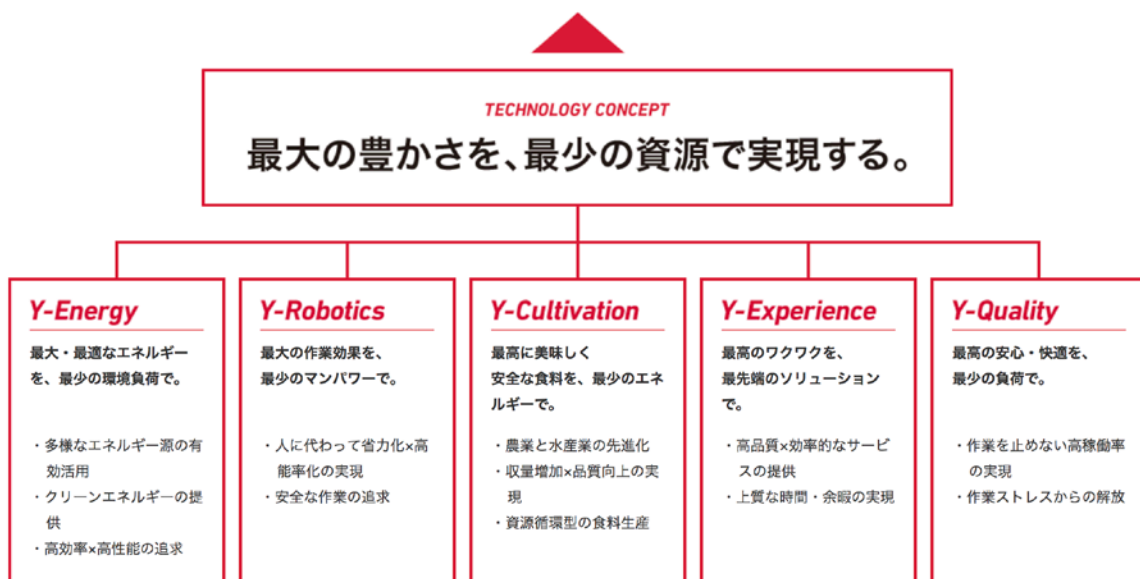 TECHNOLOGY CONCEPT
最大の豊かさを、最少の資源で実現する。
Y-Energy
最大・最適なエネルギー
を、最少の環境負荷で。
・多様なエネルギー源の有
効活用
・クリーンエネルギーの提
供
・高効率×高性能の追求
Y-Robotics
最大の作業効果を、
最少のマンパワーで。
・人に代わって省力化×高
能率化の実現
・安全な作業の追求
Y-Cultivation
最高に美味しく
安全な食料を、最少のエネ
ルギーで。
・農業と水産業の先進化
・収量増加×品質向上の実
現
・資源循環型の食料生産
Y-Experience
最高のワクワクを、
最先端のソリューション
で。
・高品質×効率的なサービ
スの提供
・上質な時間・余暇の実現
Y-Quality
最高の安心・快適を、
最少の負荷で。
・作業を止めない高稼働率
の実現
・作業ストレスからの解放